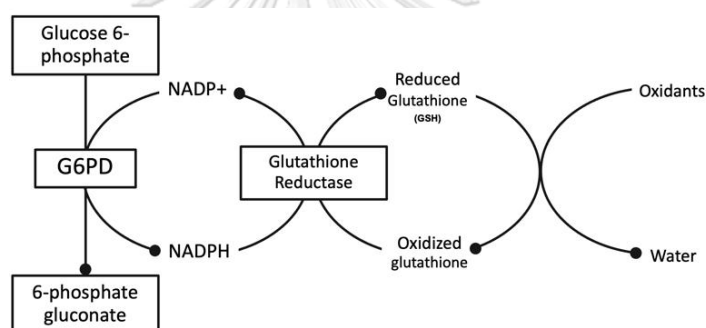 Glucose 6-
phosphate
NADP+
Reduced
Glutathione
(GSH)
Oxidants
G6PD
Glutathione
Reductase
NADPH
Oxidized
glutathione
Water
6-phosphate
gluconate